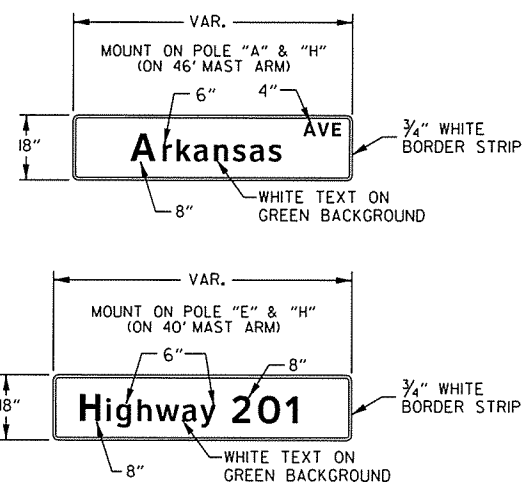 VAR.
MOUNT ON POLE "A" & "H"
(ON 46' MAST ARM)
6"
4"
18"
AVE
Arkansas
¾" WHITE
BORDER STRIP
8"
WHITE TEXT ON
GREEN BACKGROUND
VAR.
MOUNT ON POLE "E" & "H"
(ON 40' MAST ARM)
6"
8"
18"
Highway 201
¾" WHITE
BORDER STRIP
8"
WHITE TEXT ON
GREEN BACKGROUND